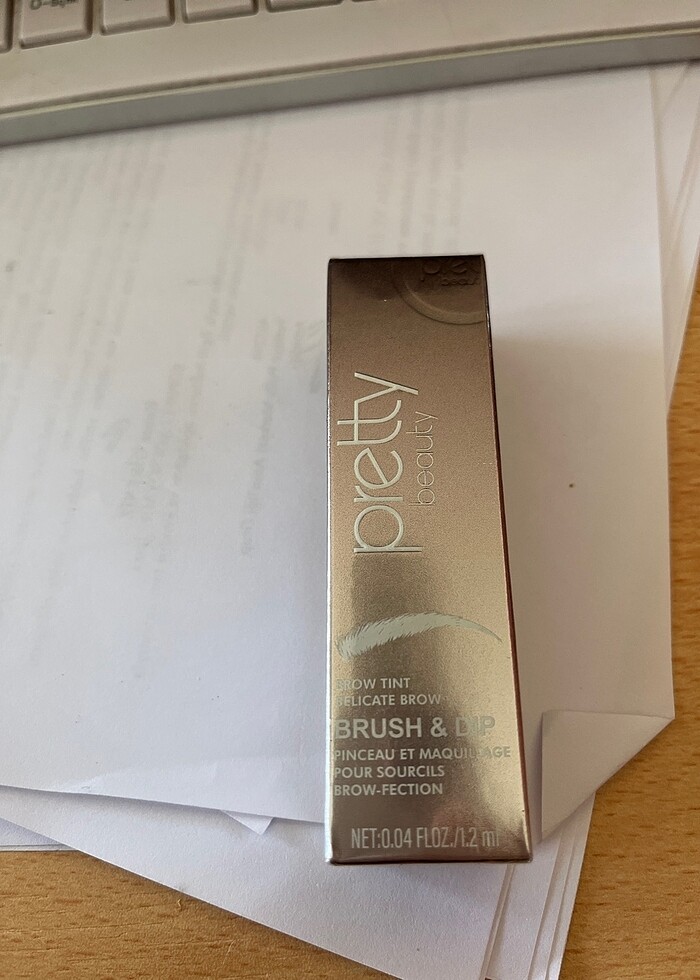 pretty
beauty
BROW TINT
DELICATE BROW
BRUSH & DIP
PINCEAU ET MAQUILLAGE
POUR SOURCILS
BROW-FECTION
NET:0.04 FLOZ./1.2 ml